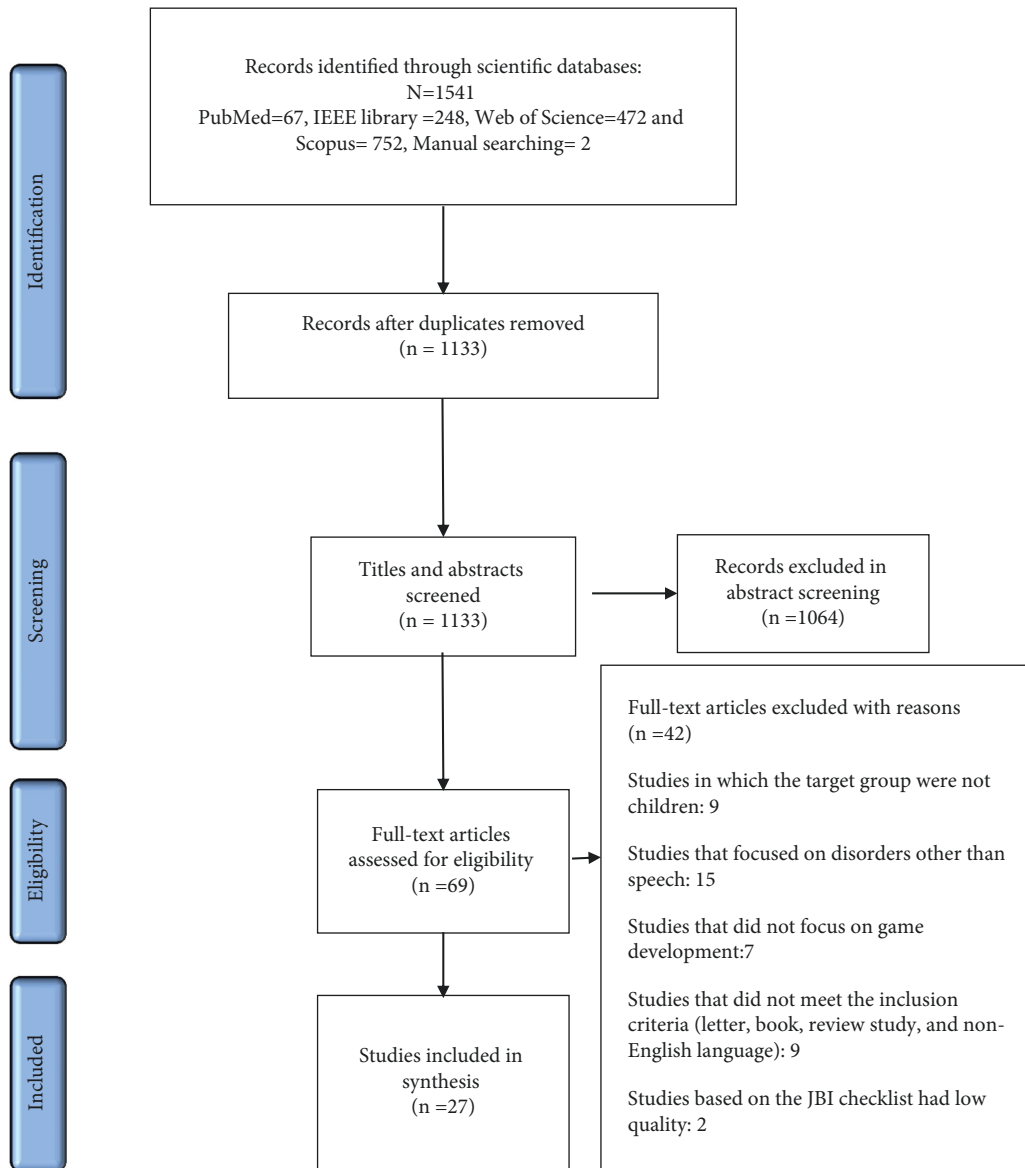 Identification
Records identified through scientific databases:
N=1541
PubMed=67, IEEE library =248, Web of Science=472 and
Scopus= 752, Manual searching= 2
Records after duplicates removed
(n = 1133)
Screening
Titles and abstracts
screened
(n = 1133)
Records excluded in
abstract screening
(n =1064)
Eligibility
Full-text articles
assessed for eligibility
(n =69)
Full-text articles excluded with reasons
(n =42)
Studies in which the target group were not
children: 9
Studies that focused on disorders other than
speech: 15
Studies that did not focus on game
development:7
Studies that did not meet the inclusion
criteria (letter, book, review study, and non-
English language): 9
Studies based on the JBI checklist had low
quality: 2
Included
Studies included in
synthesis
(n =27)